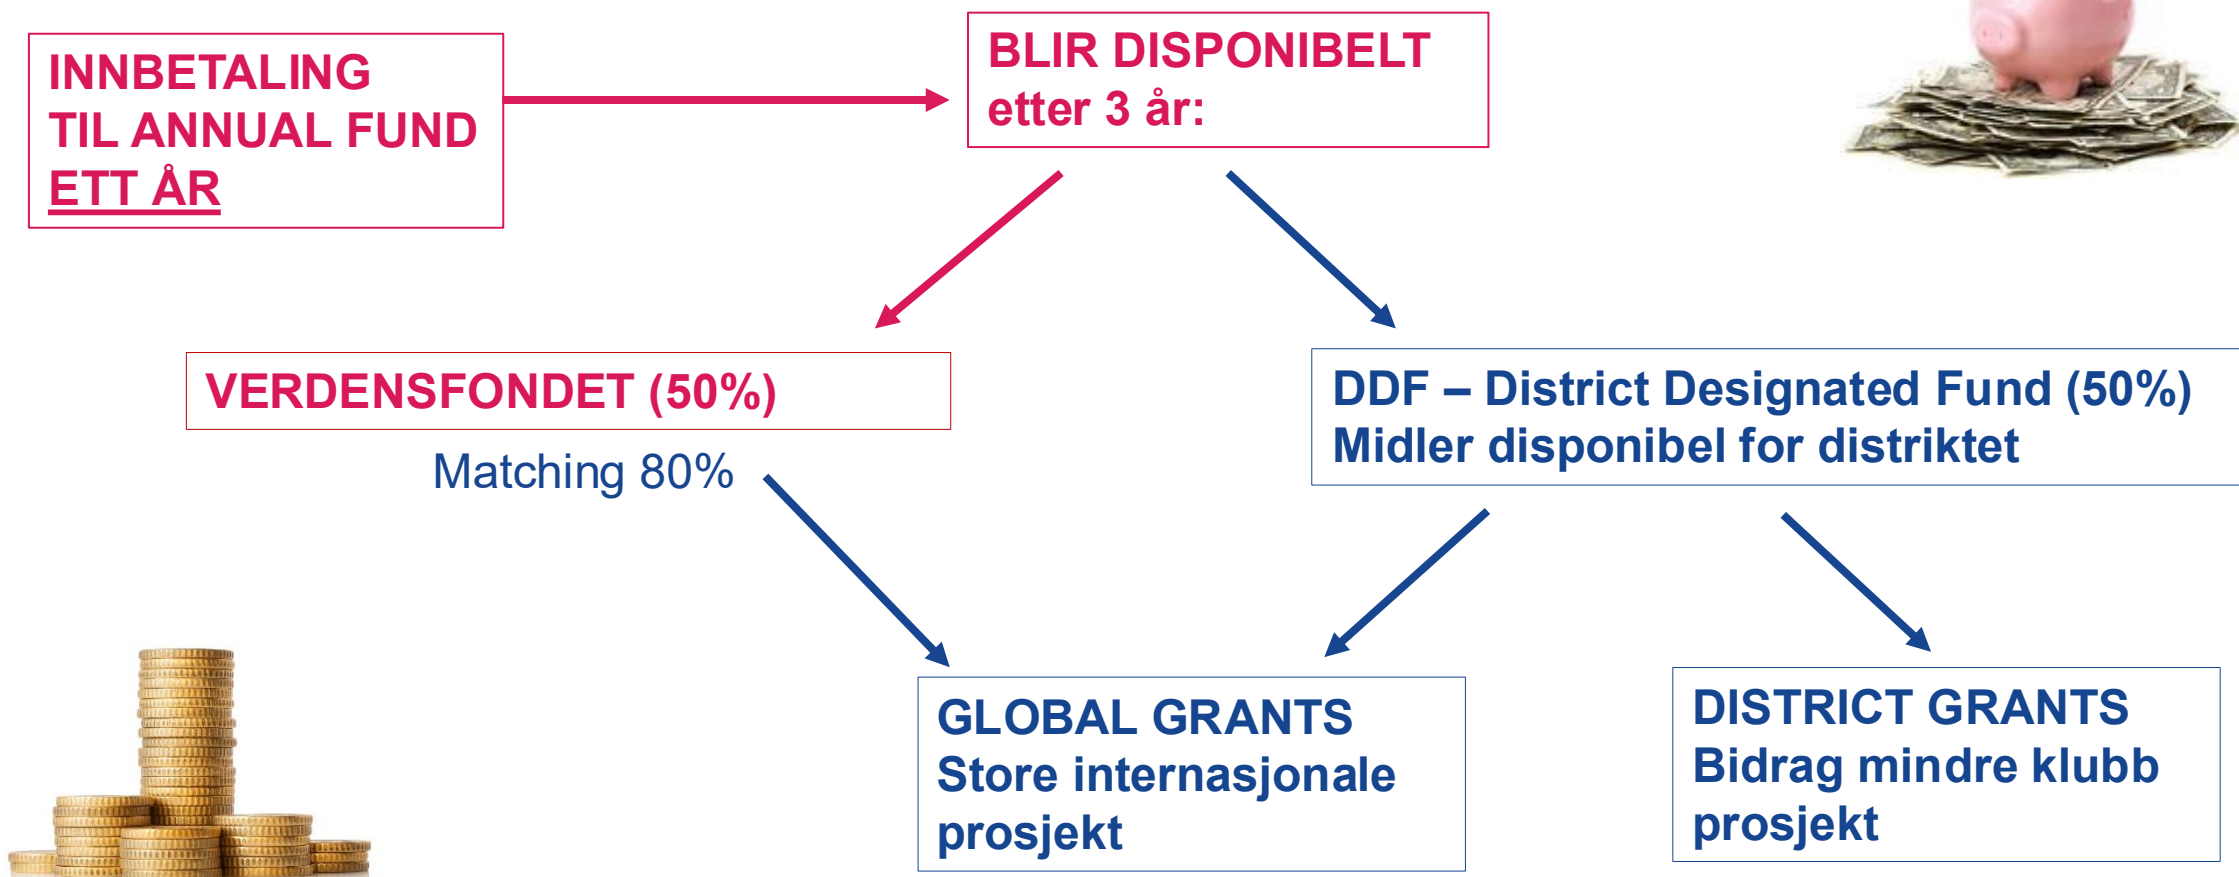 INNBETALING
TIL ANNUAL FUND
ETT ÅR
BLIR DISPONIBELT
etter 3 år:
VERDENSFONDET (50%)
Matching 80%
DDF – District Designated Fund (50%)
Midler disponibel for distriktet
GLOBAL GRANTS
Store internasjonale
prosjekt
DISTRICT GRANTS
Bidrag mindre klubb
prosjekt